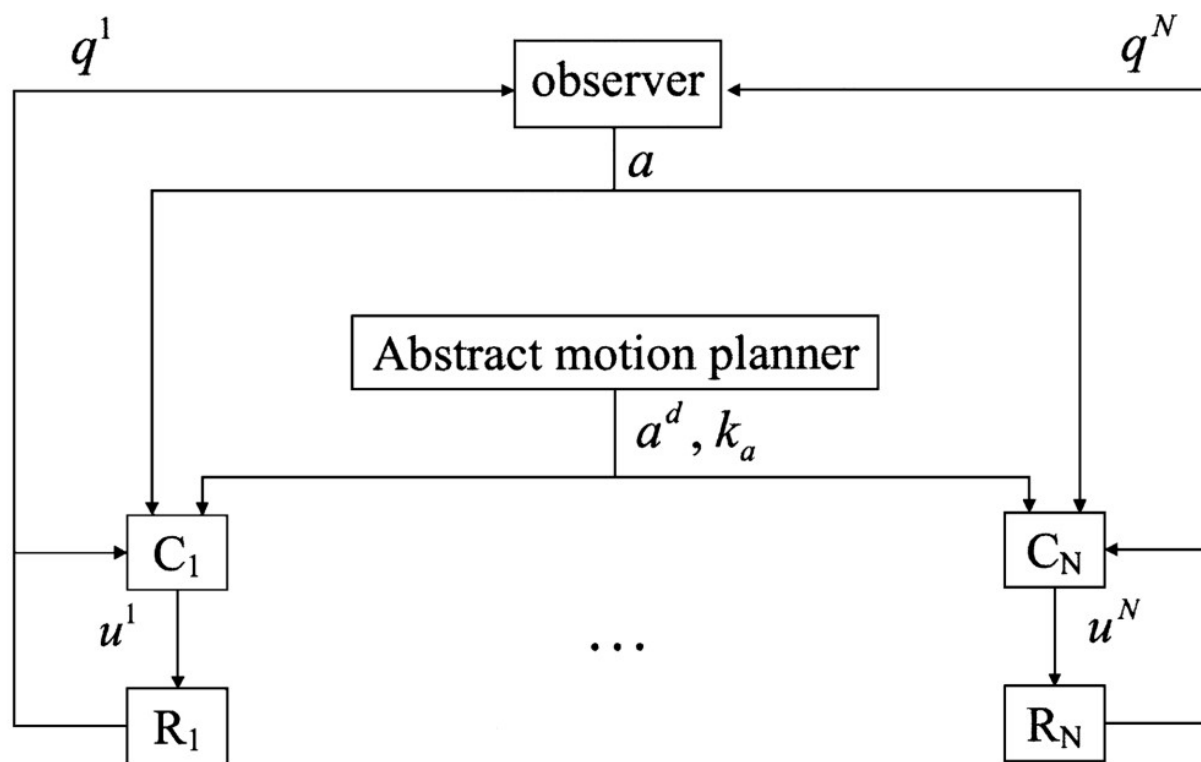 q^1
q^N
observer
a
Abstract motion planner
a^d, k_a
C_1
C_N
u^1
u^N
...
R_1
R_N